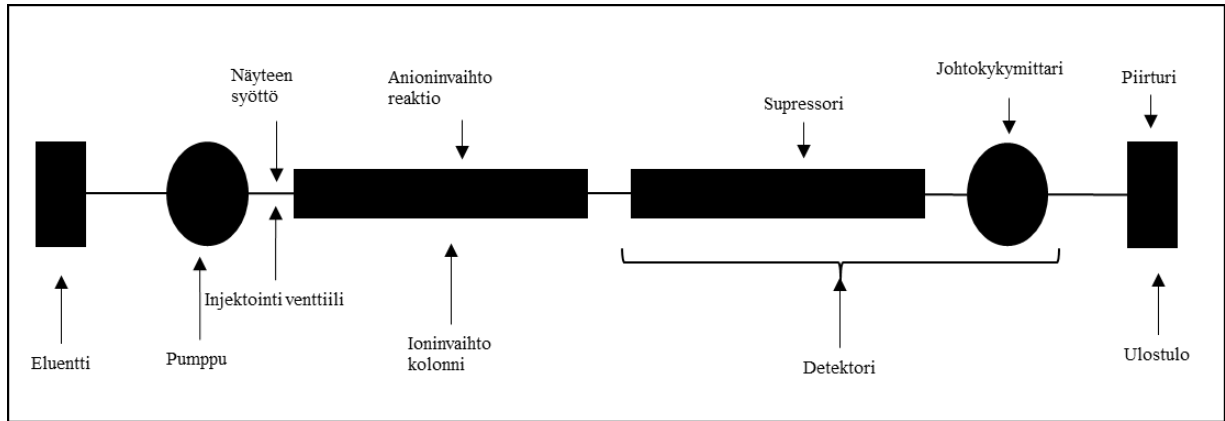 Näyteen
syöttö
Anioninvaihto
reaktio
Supressori
Johtokykymittari
Piirturi
Eluentti
Pumppu
Injektointi venttiili
Ioninvaihto
kolonni
Detektori
Ulostulo